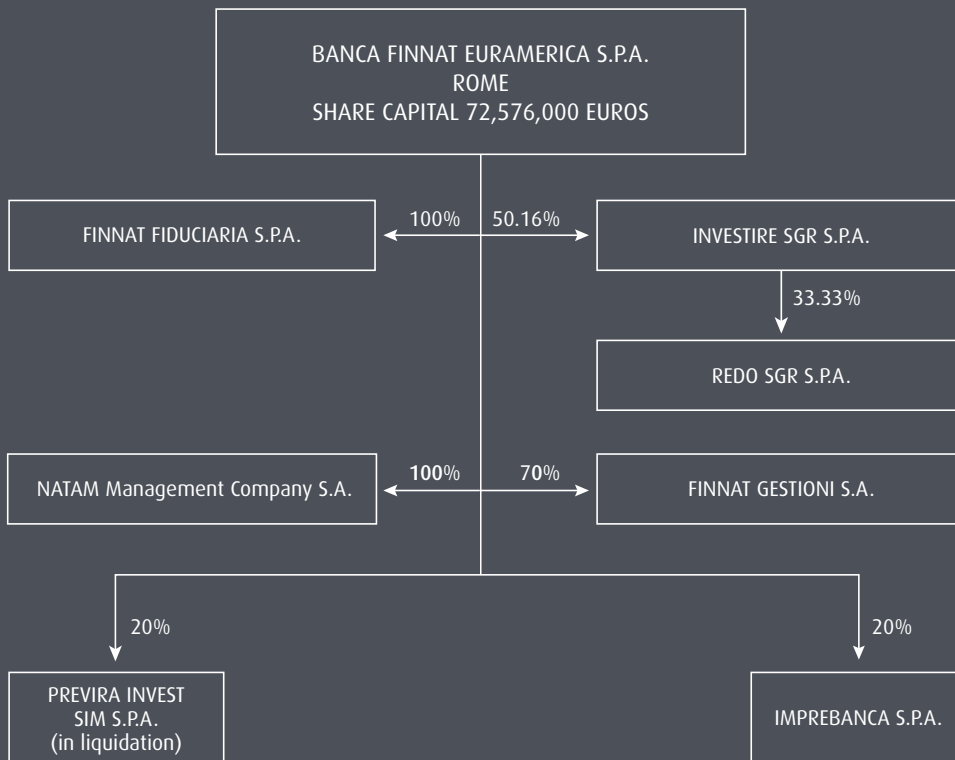 BANCA FINNAT EURAMERICA S.P.A.
ROME
SHARE CAPITAL 72,576,000 EUROS
FINNAT FIDUCIARIA S.P.A.
100%
50.16%
INVESTIRE SGR S.P.A.
33.33%
REDO SGR S.P.A.
NATAM Management Company S.A.
100%
70%
FINNAT GESTIONI S.A.
20%
20%
PREVIRA INVEST
SIM S.P.A.
(in liquidation)
IMPREBANCA S.P.A.